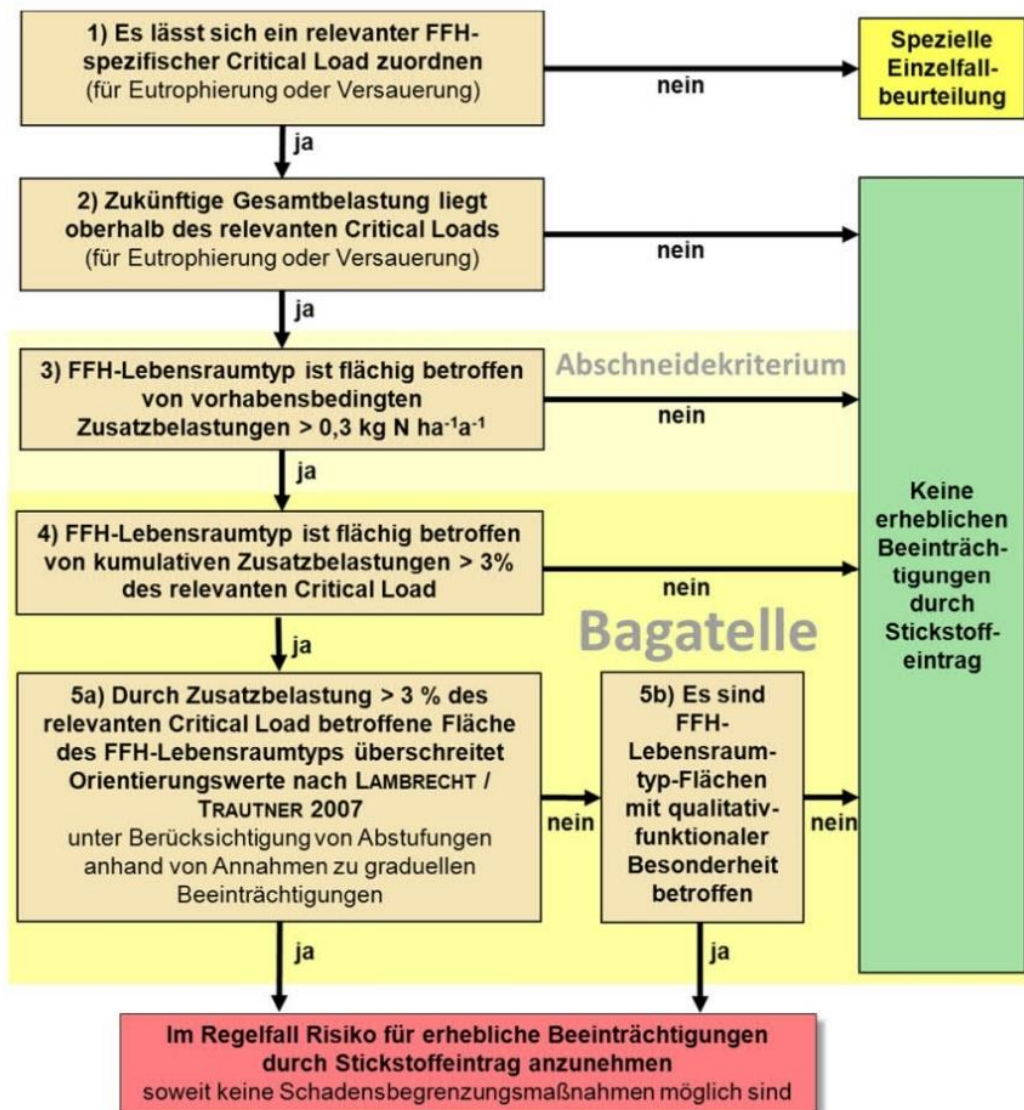 1) Es lässt sich ein relevanter FFH-
spezifischer Critical Load zuordnen
(für Eutrophierung oder Versauerung)
nein
Spezielle
Einzelfall-
beurteilung
ja
2) Zukünftige Gesamtbelastung liegt
oberhalb des relevanten Critical Loads
(für Eutrophierung oder Versauerung)
nein
ja
3) FFH-Lebensraumtyp ist flächig betroffen
von vorhabensbedingten
Zusatzbelastungen > 0,3 kg N ha⁻¹a⁻¹
Abschneidekriterium
nein
ja
4) FFH-Lebensraumtyp ist flächig betroffen
von kumulativen Zusatzbelastungen > 3%
des relevanten Critical Load
nein
Keine
erheblichen
Beeinträch-
tigungen
durch
Stickstoff-
eintrag
Bagatelle
ja
5a) Durch Zusatzbelastung > 3 % des
relevanten Critical Load betroffene Fläche
des FFH-Lebensraumtyps überschreitet
Orientierungswerte nach LAMBRECHT /
TRAUTNER 2007
unter Berücksichtigung von Abstufungen
anhand von Annahmen zu graduellen
Beeinträchtigungen
nein
5b) Es sind
FFH-
Lebensraum-
typ-Flächen
mit qualitativ-
funktionaler
Besonderheit
betroffen
nein
ja
ja
Im Regelfall Risiko für erhebliche Beeinträchtigungen
durch Stickstoffeintrag anzunehmen
soweit keine Schadensbegrenzungsmaßnahmen möglich sind